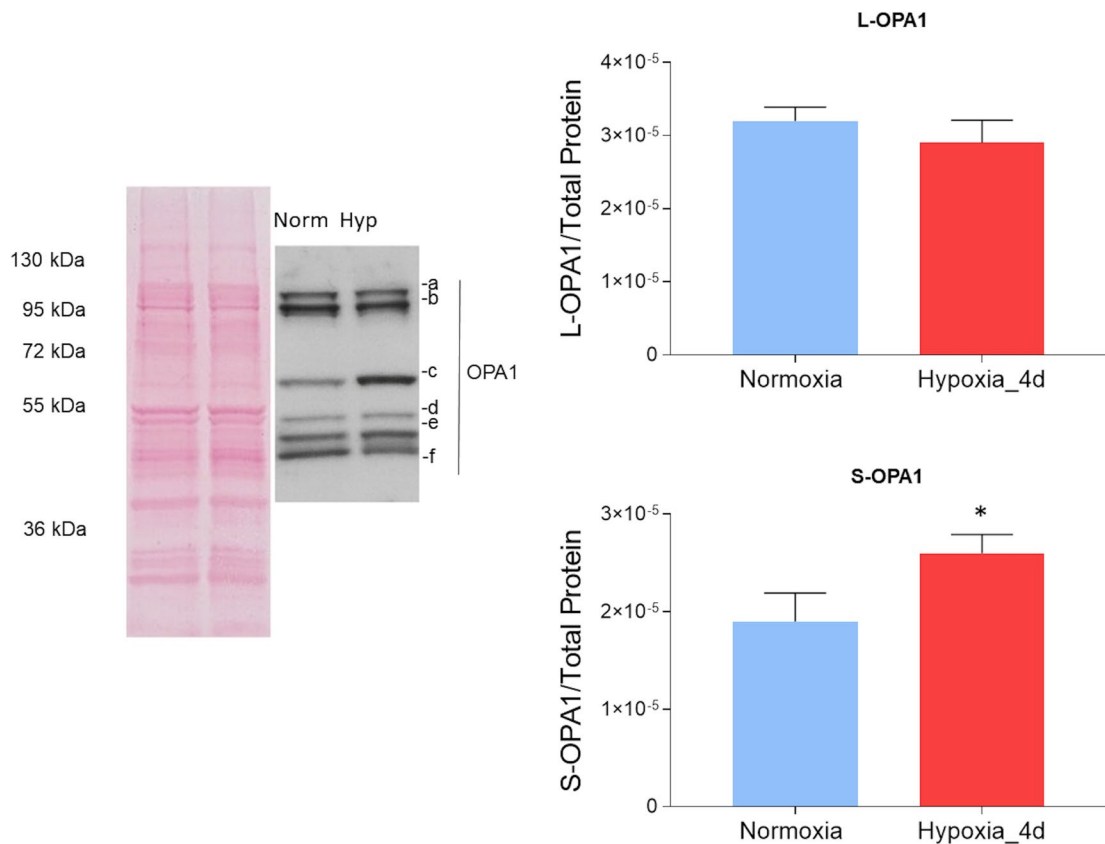 Norm Hyp
130 kDa
95 kDa
72 kDa
55 kDa
36 kDa
-a
-b
-c
-d
-e
-f
OPA1
L-OPA1
L-OPA1/Total Protein
4×10⁻⁵
3×10⁻⁵
2×10⁻⁵
1×10⁻⁵
0
Normoxia Hypoxia_4d
S-OPA1
S-OPA1/Total Protein
3×10⁻⁵
2×10⁻⁵
1×10⁻⁵
0
*
Normoxia Hypoxia_4d